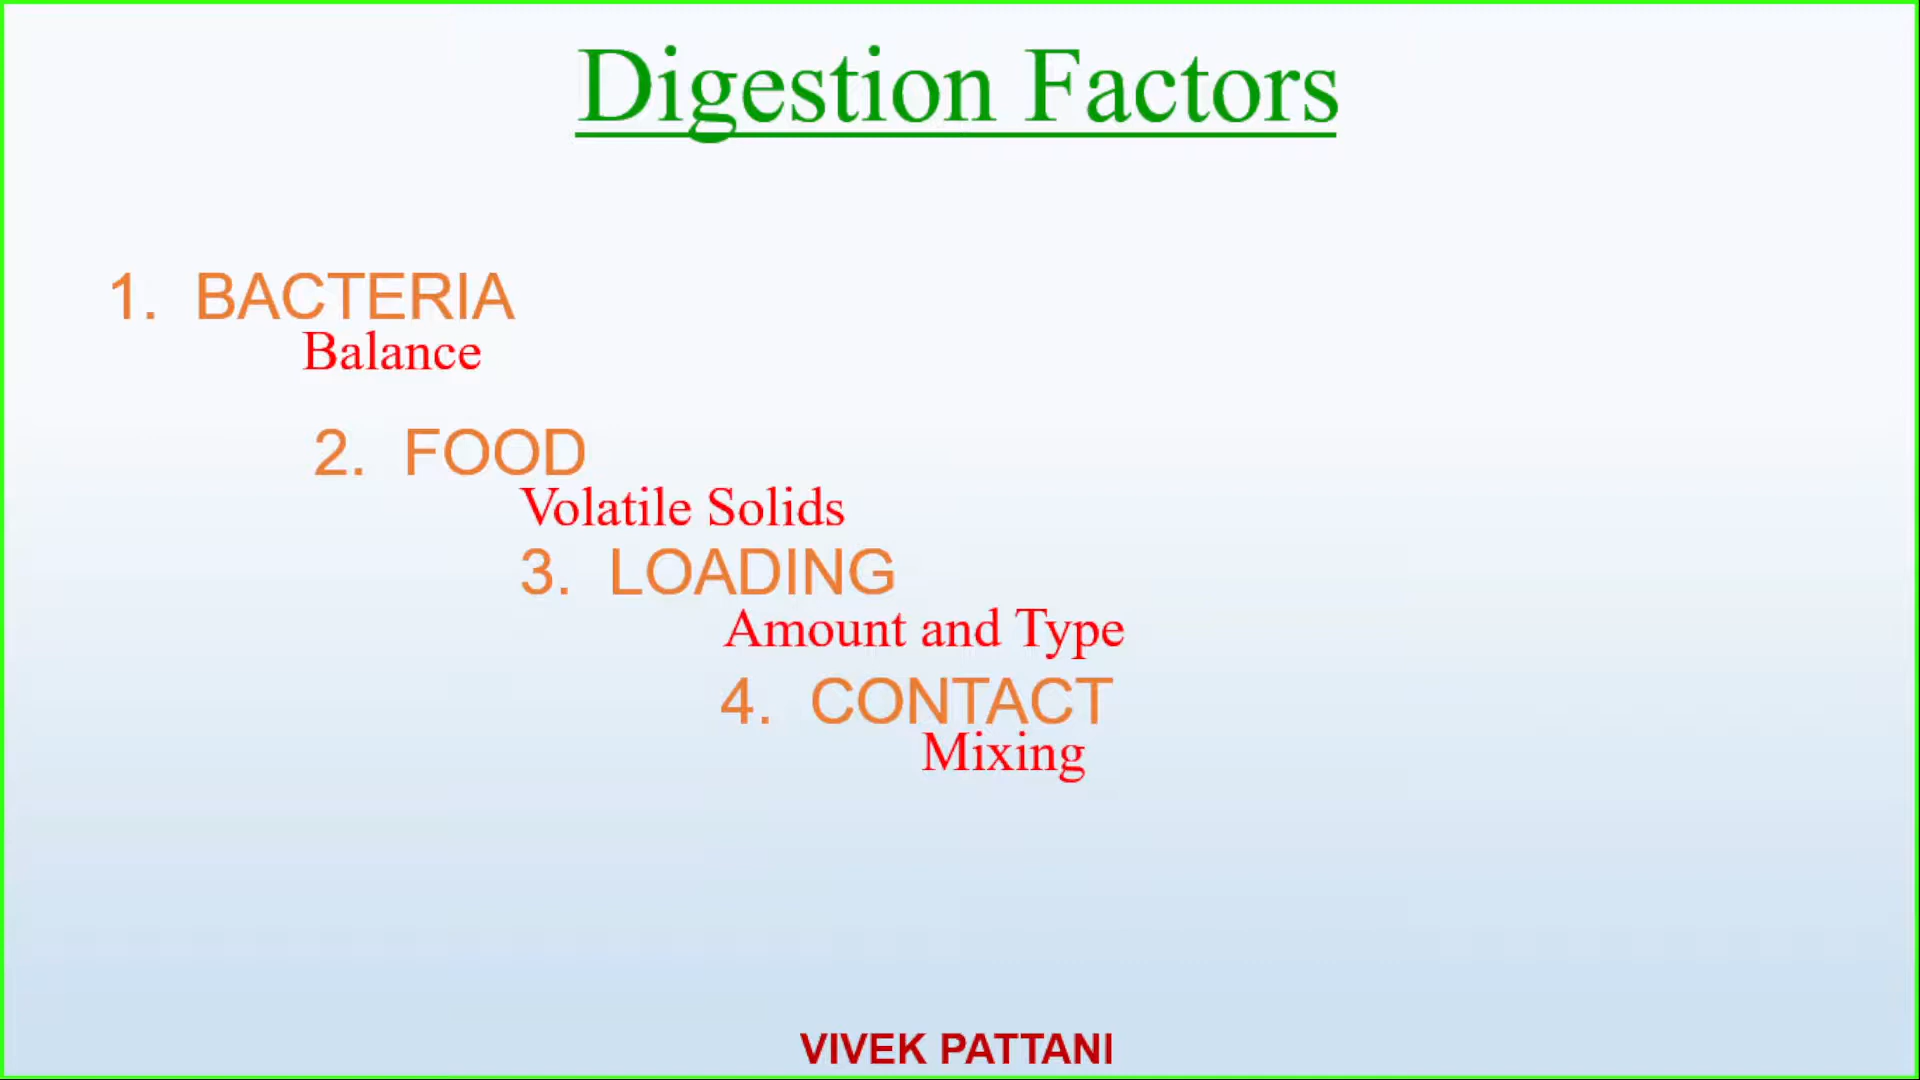 Digestion Factors
1. BACTERIA
Balance
2. FOOD
Volatile Solids
3. LOADING
Amount and Type
4. CONTACT
Mixing
VIVEK PATTANI